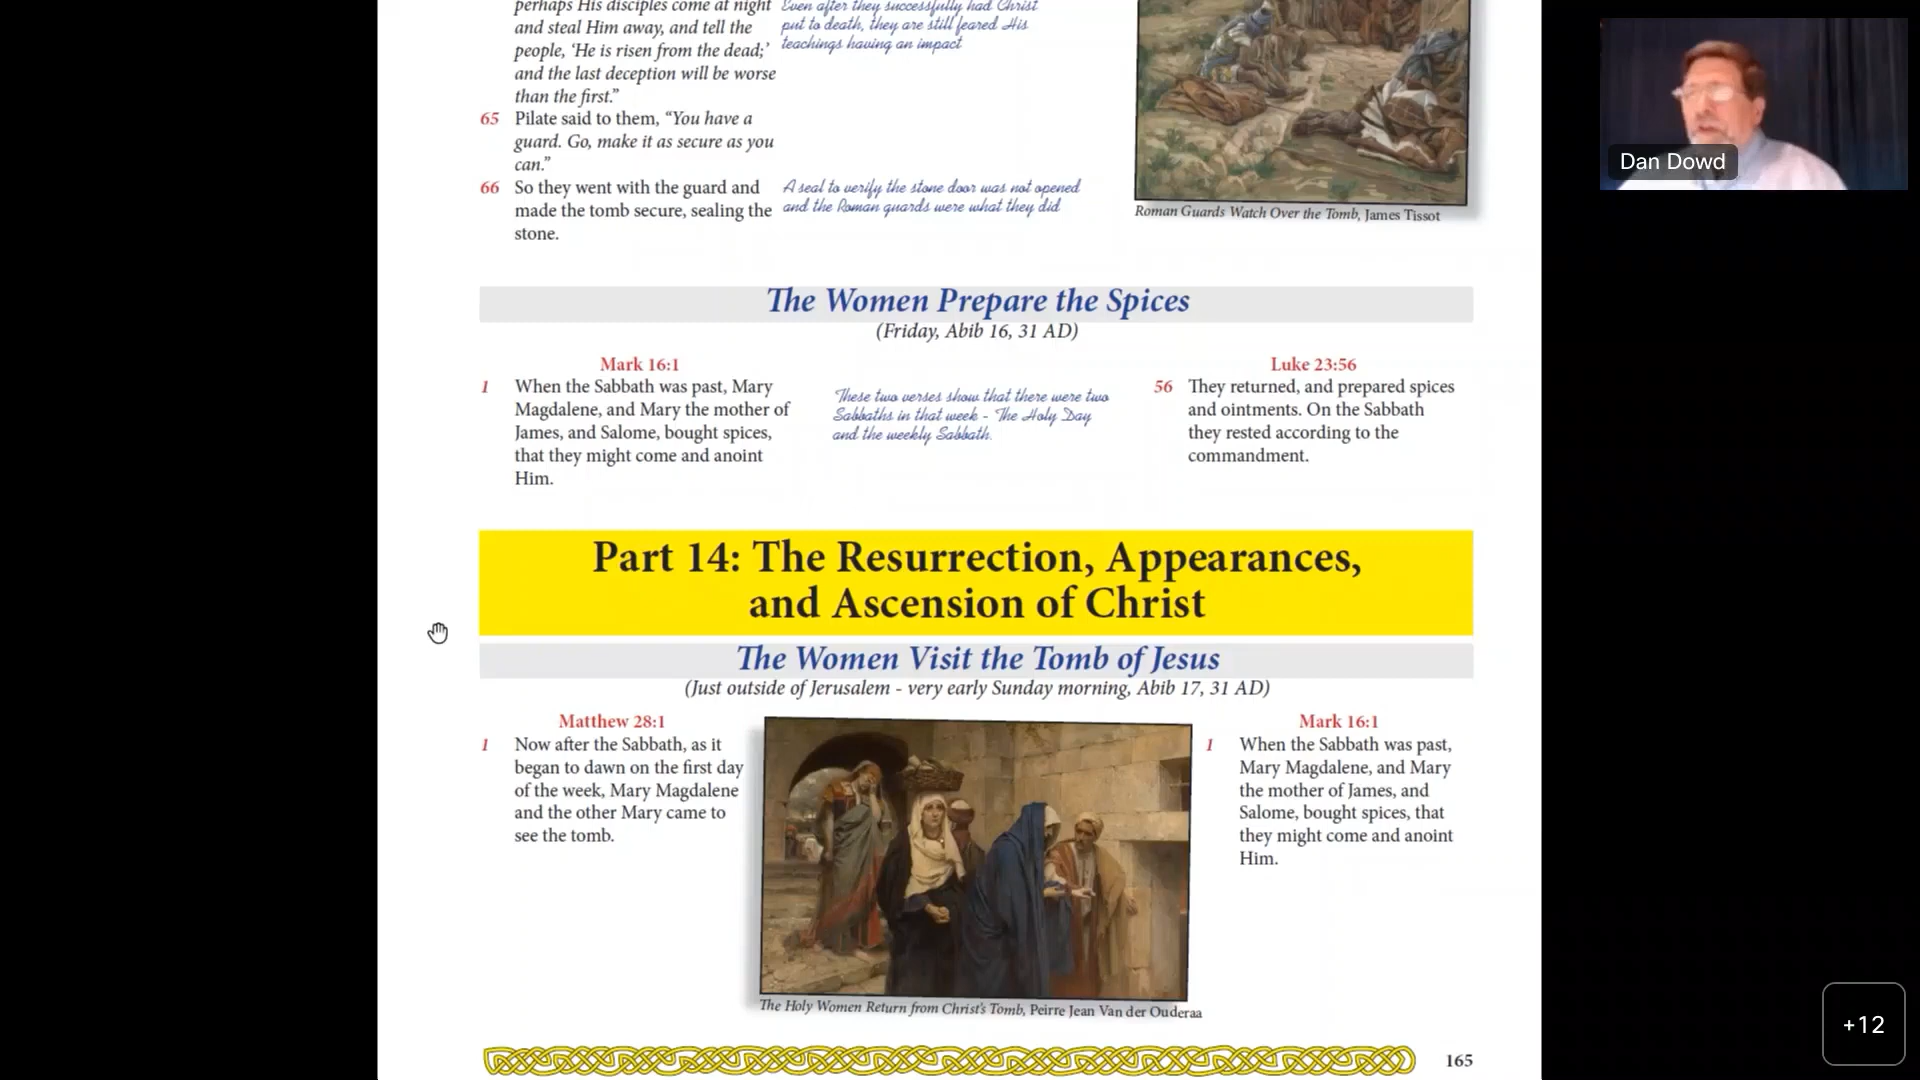 perhaps His disciples come at night
and steal Him away, and tell the
people, ‘He is risen from the dead;’
and the last deception will be worse
than the first.”
Even after they successfully had Christ
put to death, they are still feared His
teachings having an impact
65 Pilate said to them, “You have a
guard. Go, make it as secure as you
can.”
66 So they went with the guard and
made the tomb secure, sealing the
stone.
A seal to verify the stone door was not opened
and the Roman guards were what they did
Roman Guards Watch Over the Tomb, James Tissot
The Women Prepare the Spices
(Friday, Abib 16, 31 AD)
Mark 16:1
1 When the Sabbath was past, Mary
Magdalene, and Mary the mother of
James, and Salome, bought spices,
that they might come and anoint
Him.
These two verses show that there were two
Sabbaths in that week - The Holy Day
and the weekly Sabbath.
Luke 23:56
56 They returned, and prepared spices
and ointments. On the Sabbath
they rested according to the
commandment.
Part 14: The Resurrection, Appearances,
and Ascension of Christ
The Women Visit the Tomb of Jesus
(Just outside of Jerusalem - very early Sunday morning, Abib 17, 31 AD)
Matthew 28:1
1 Now after the Sabbath, as it
began to dawn on the first day
of the week, Mary Magdalene
and the other Mary came to
see the tomb.
The Holy Women Return from Christ's Tomb, Peirre Jean Van der Ouderaa
Mark 16:1
1 When the Sabbath was past,
Mary Magdalene, and Mary
the mother of James, and
Salome, bought spices, that
they might come and anoint
Him.
165
Dan Dowd
+12